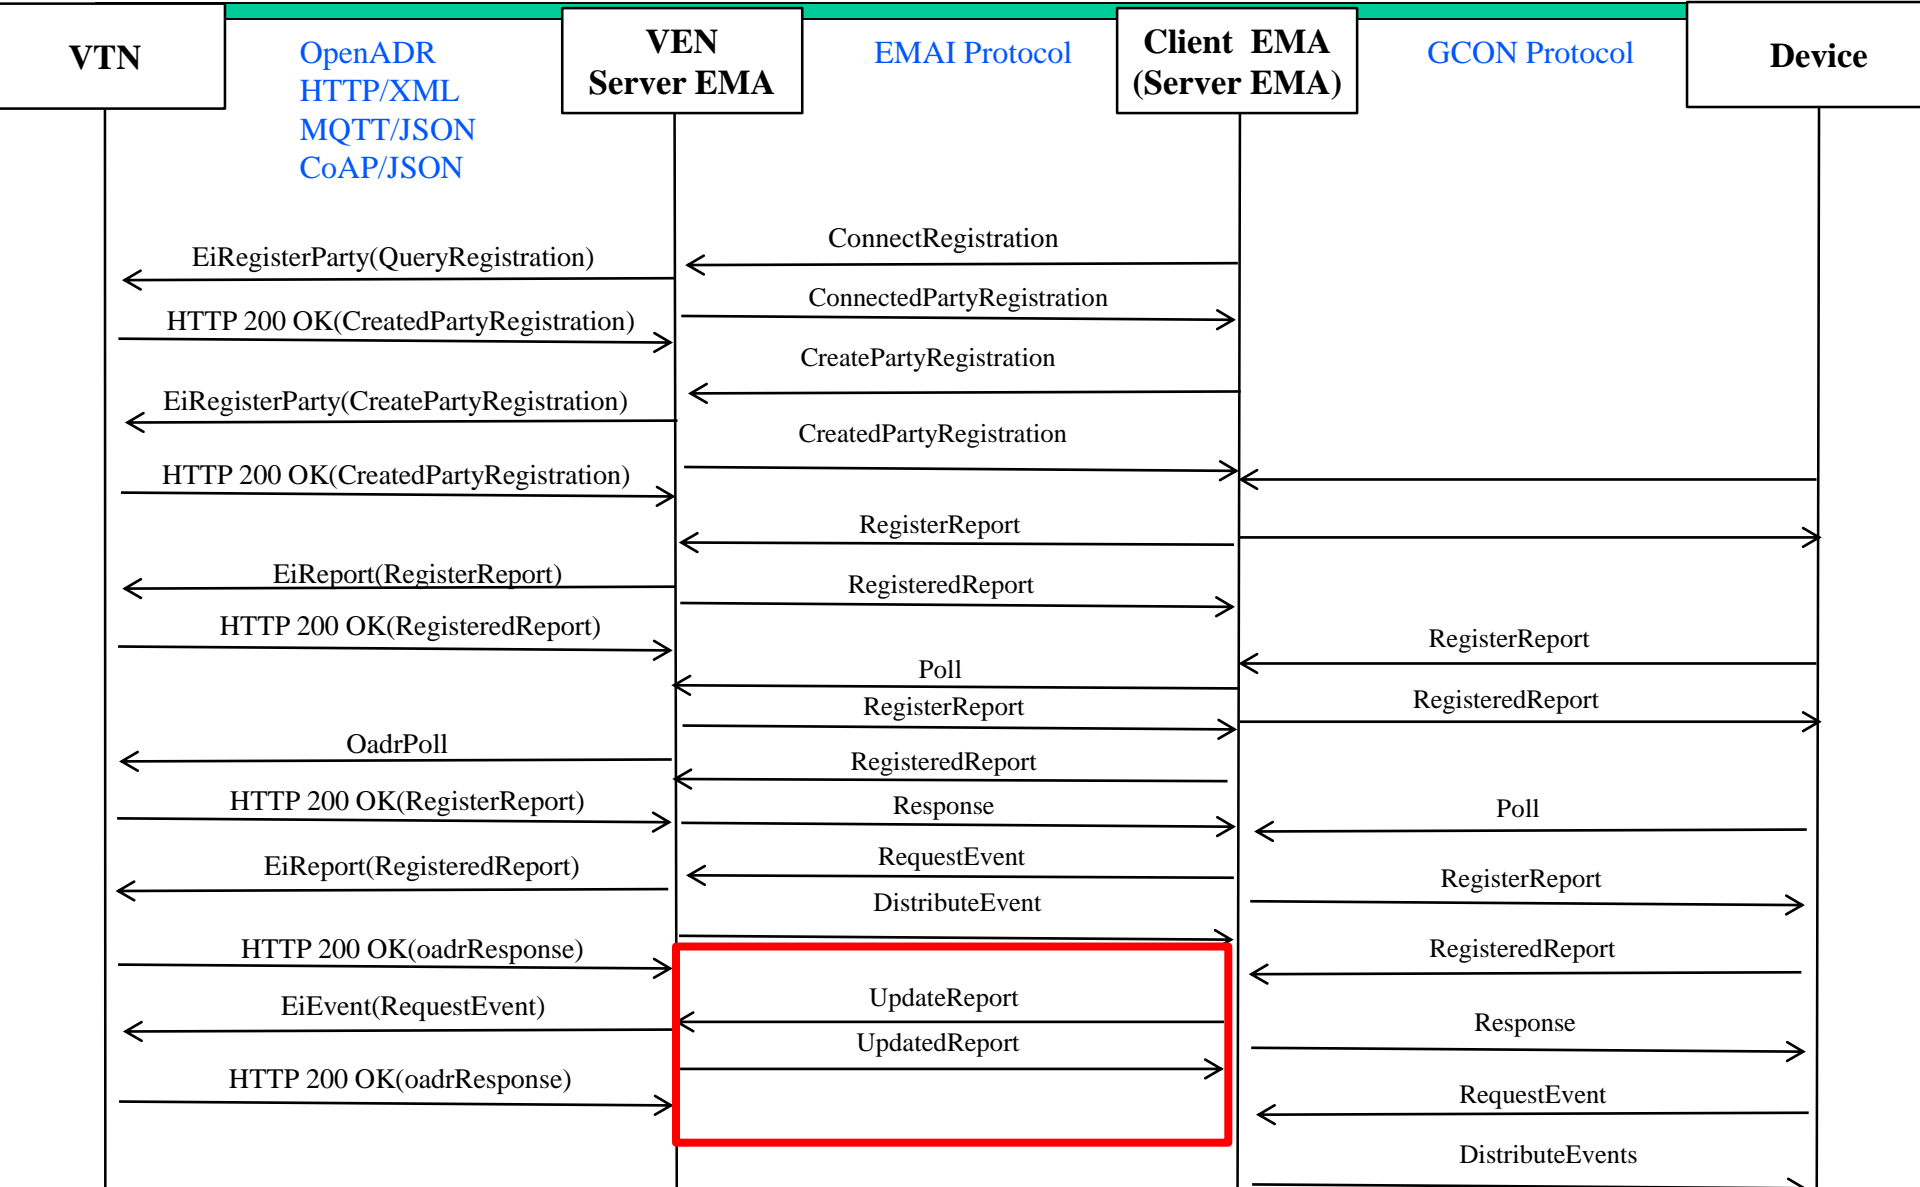 VTN
OpenADR
HTTP/XML
MQTT/JSON
CoAP/JSON
VEN
Server EMA
EMAI Protocol
Client EMA
(Server EMA)
GCON Protocol
Device
EiRegisterParty(QueryRegistration)
HTTP 200 OK(CreatedPartyRegistration)
EiRegisterParty(CreatePartyRegistration)
HTTP 200 OK(CreatedPartyRegistration)
EiReport(RegisterReport)
HTTP 200 OK(RegisteredReport)
OadrPoll
HTTP 200 OK(RegisterReport)
EiReport(RegisteredReport)
HTTP 200 OK(oadrResponse)
EiEvent(RequestEvent)
HTTP 200 OK(oadrResponse)
ConnectRegistration
ConnectedPartyRegistration
CreatePartyRegistration
CreatedPartyRegistration
RegisterReport
RegisteredReport
Poll
RegisterReport
RegisteredReport
Response
RequestEvent
DistributeEvent
UpdateReport
UpdatedReport
RegisterReport
RegisteredReport
Poll
RegisterReport
RegisteredReport
Response
RequestEvent
DistributeEvents